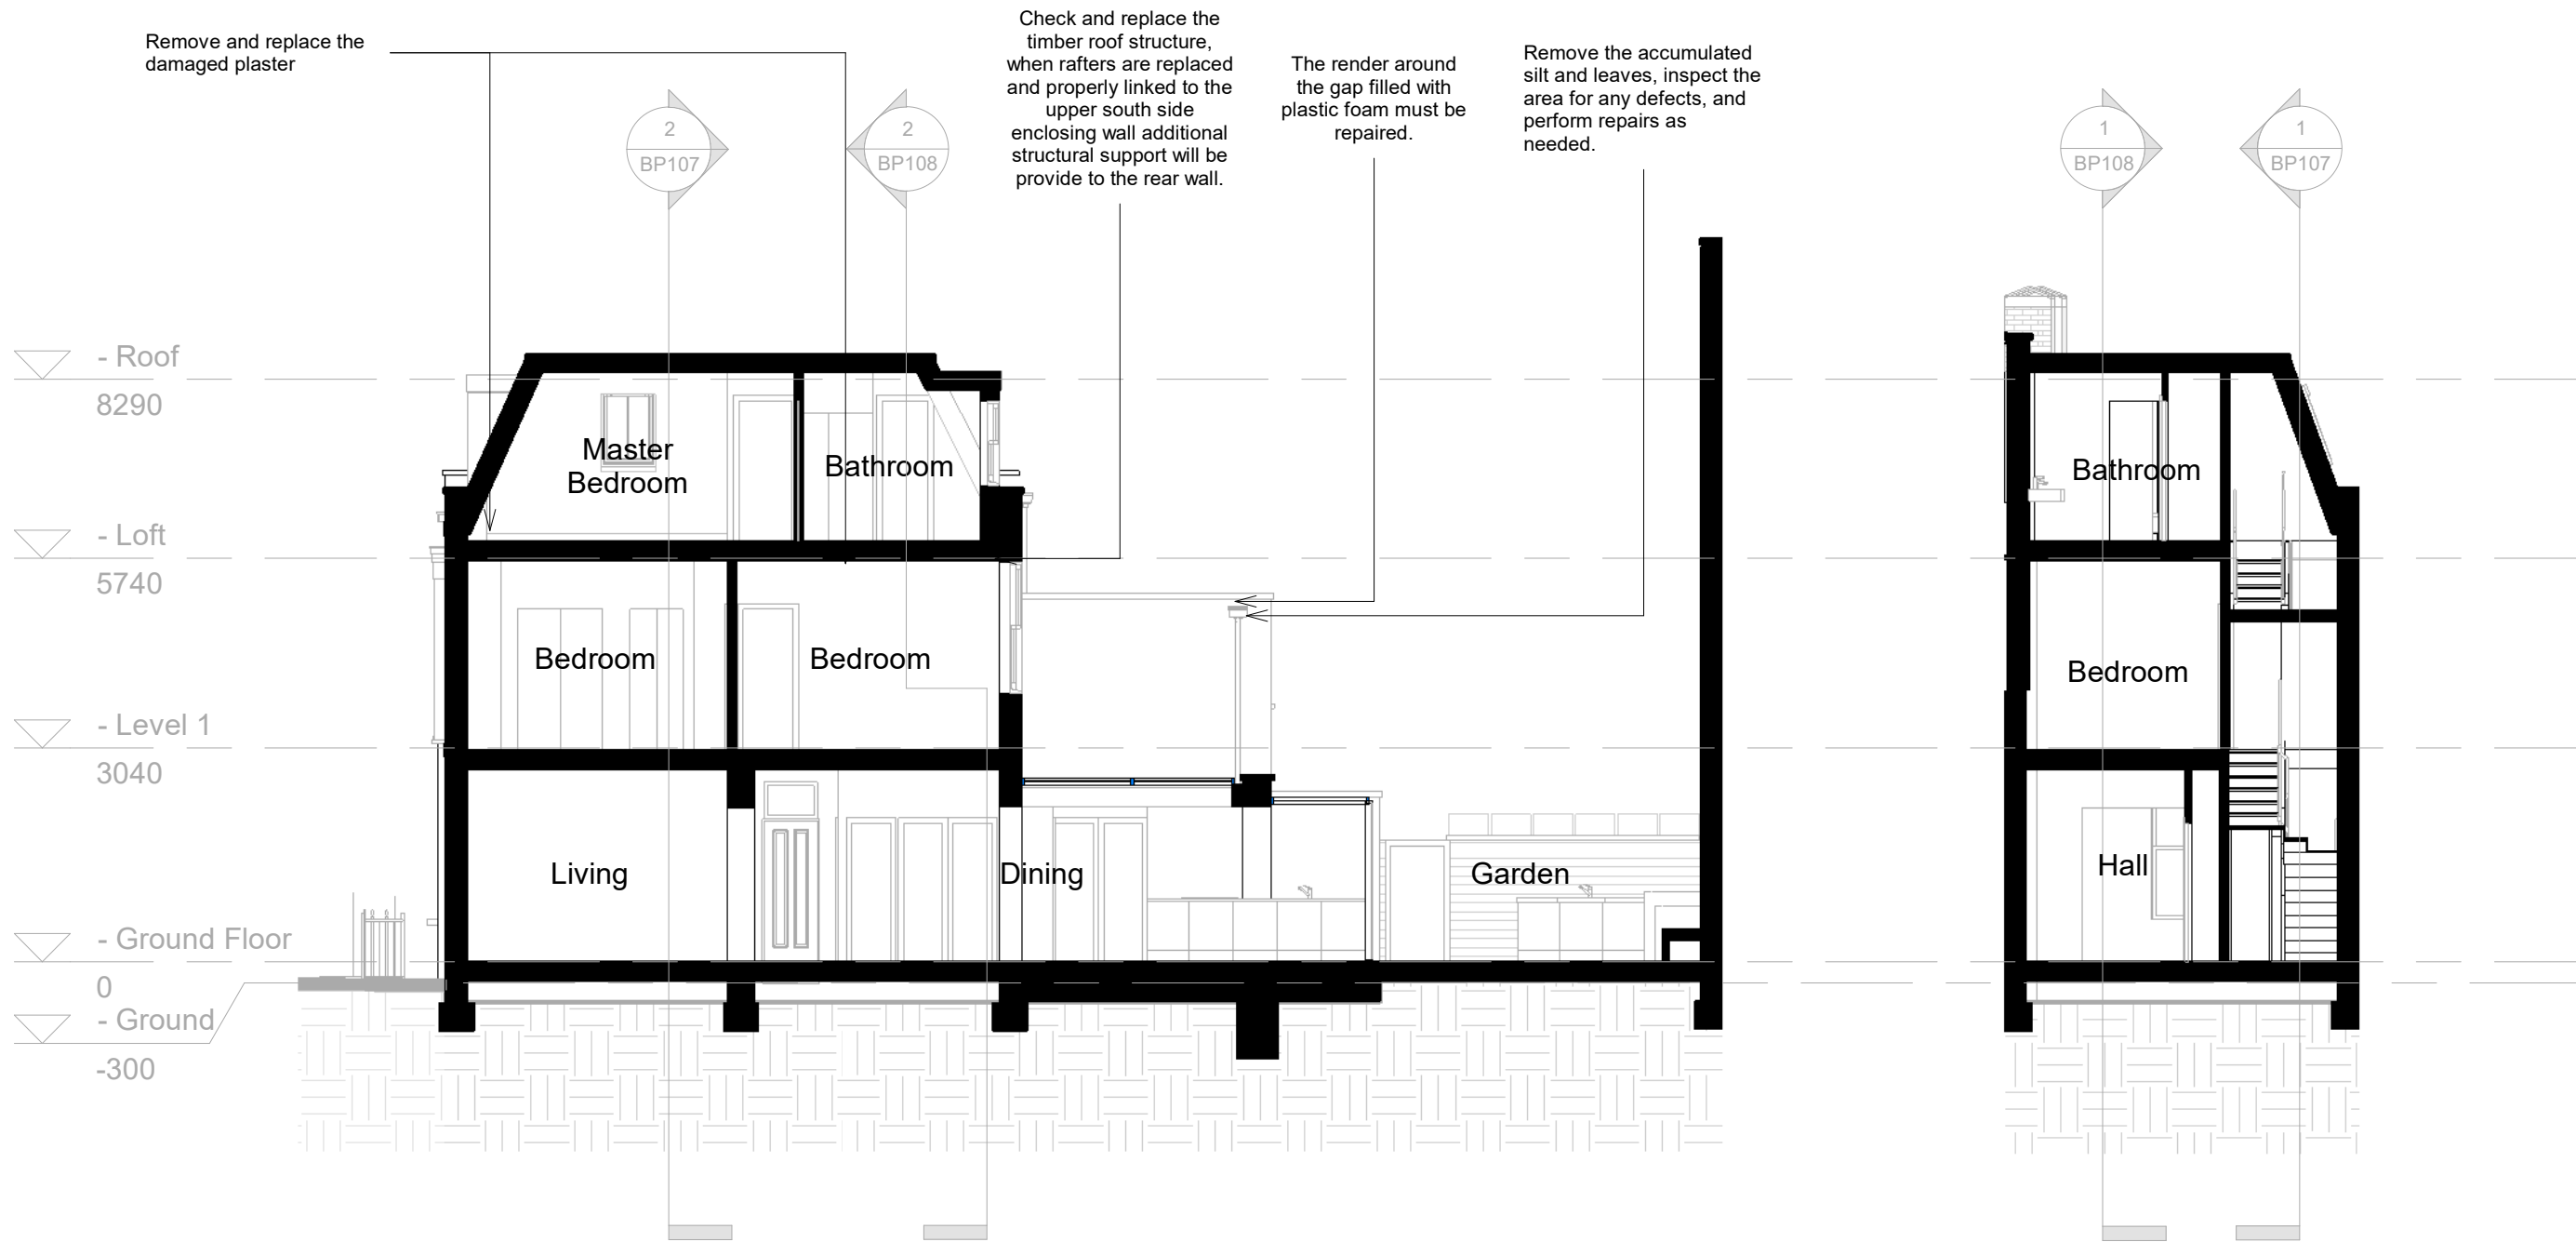 Remove and replace the
damaged plaster
Check and replace the
timber roof structure,
when rafters are replaced
and properly linked to the
upper south side
enclosing wall additional
structural support will be
provide to the rear wall.
The render around
the gap filled with
plastic foam must be
repaired.
Remove the accumulated
silt and leaves, inspect the
area for any defects, and
perform repairs as
needed.
2
BP107
2
BP108
1
BP108
1
BP107
- Roof
8290
- Loft
5740
- Level 1
3040
- Ground Floor
0
- Ground
-300
Master
Bedroom
Bathroom
Bedroom
Bedroom
Living
Dining
Garden
Bathroom
Bedroom
Hall